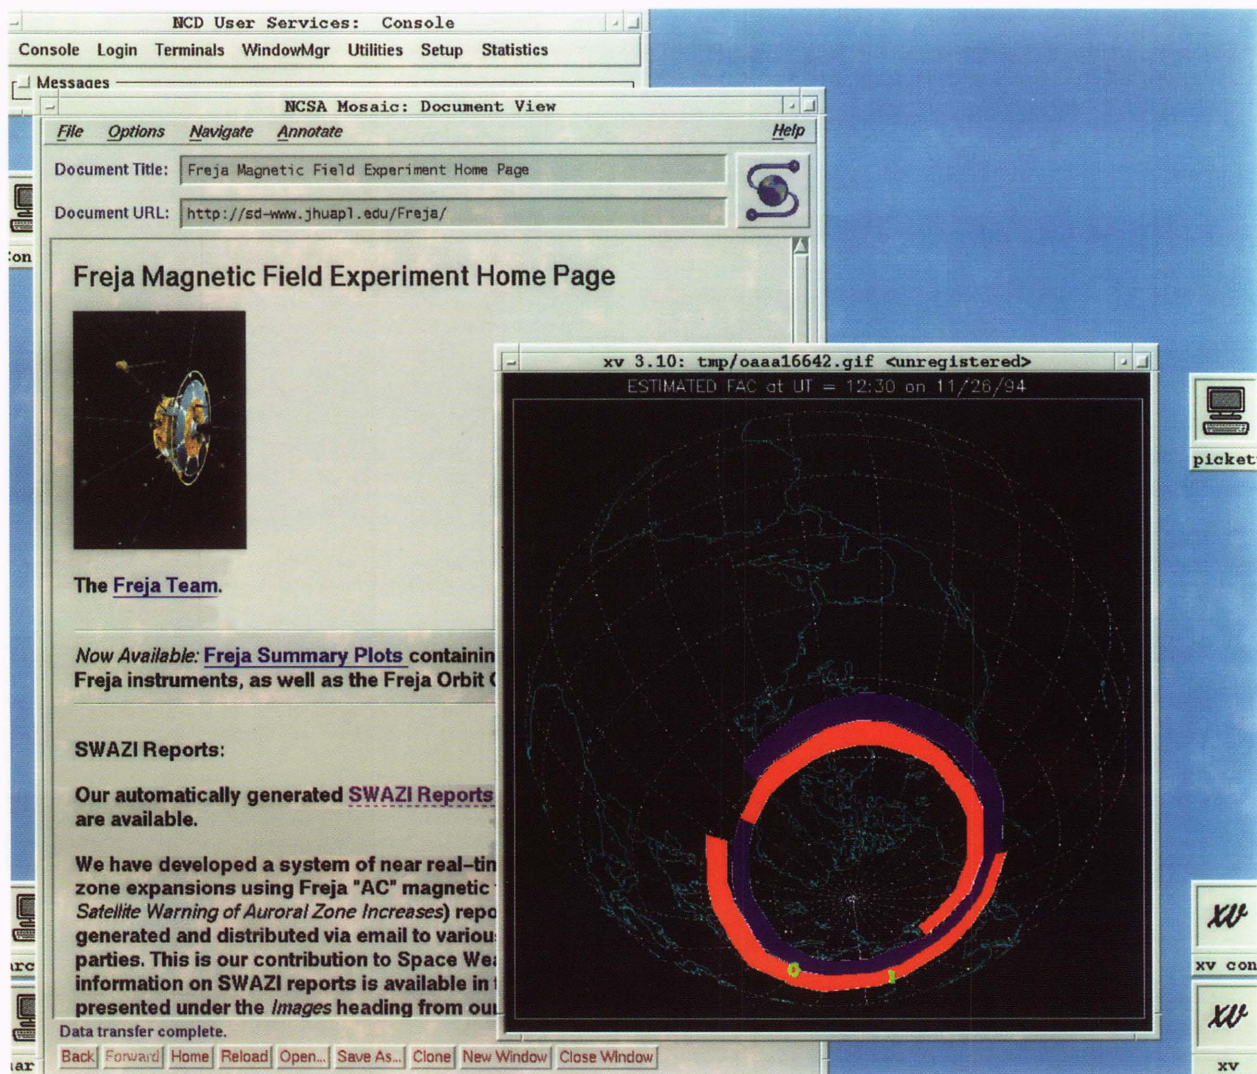 NCD User Services: Console
Console Login Terminals WindowMgr Utilities Setup Statistics
Messages
NCSA Mosaic: Document View
File Options Navigate Annotate Help
Document Title: Freja Magnetic Field Experiment Home Page
Document URL: http://sd-www.jhuapl.edu/Freja/
Freja Magnetic Field Experiment Home Page
The Freja Team.
Now Available: Freja Summary Plots containin
Freja instruments, as well as the Freja Orbit
SWAZI Reports:
Our automatically generated SWAZI Reports
are available.
We have developed a system of near real-tin
zone expansions using Freja "AC" magnetic
Satellite Warning of Auroral Zone Increases) repo
generated and distributed via email to various
parties. This is our contribution to Space Wea
information on SWAZI reports is available in
presented under the Images heading from our
Data transfer complete.
Back Forward Home Reload Open... Save As... Clone New Window Close Window
xv 3.10: tmp/oaaa16642.gif <unregistered>
ESTIMATED FAC at UT = 12:30 on 11/26/94
0
1
picket
xv
xv con
xv
xv